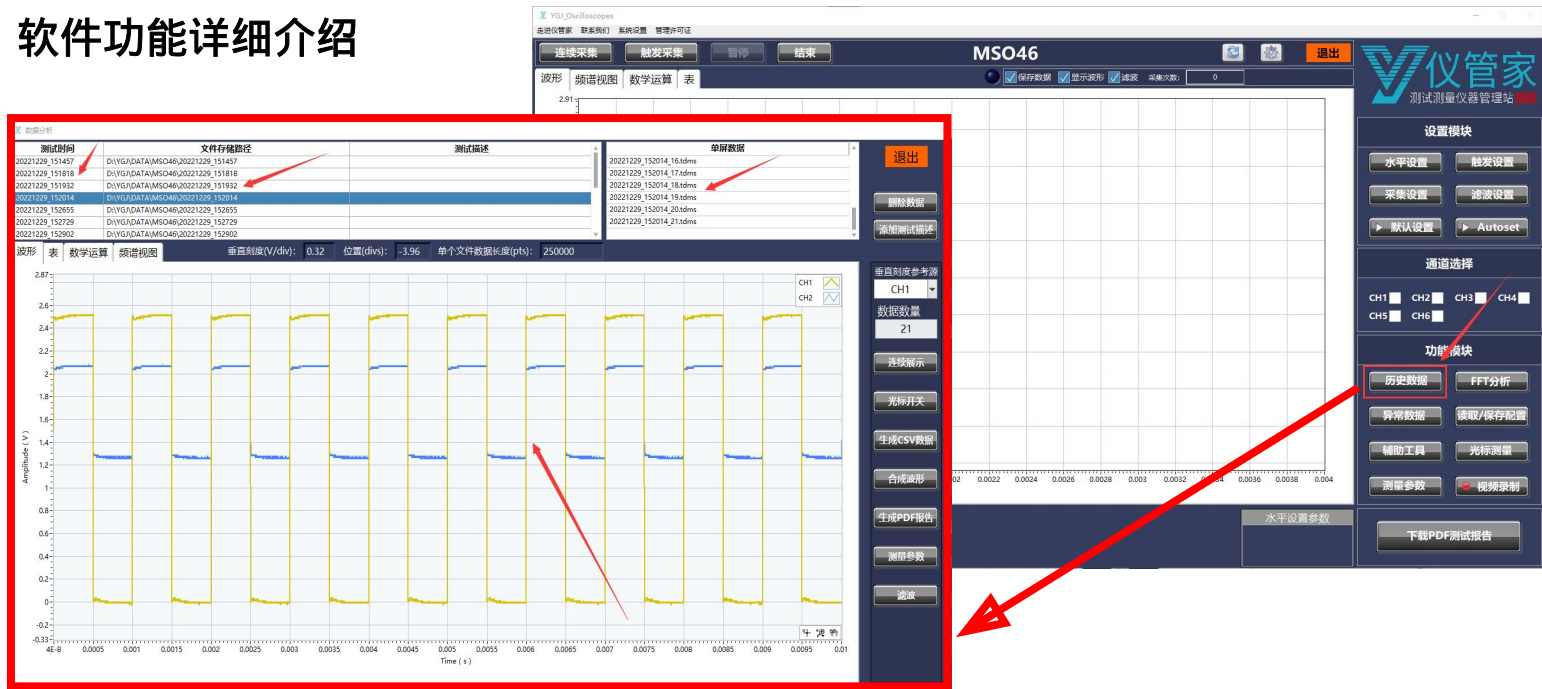 软件功能详细介绍
YGJ_Oscilloscopes
走进仪管家 联系我们 系统设置 管理许可证
连续采集 触发采集 暂停 结束 MSO46 退出
波形 频谱视图 数学运算 表 保存数据 显示波形 滤波 采集次数: 0
2.91
仪管家
测试测量仪器管理站
设置模块
水平设置 触发设置
采集设置 滤波设置
默认设置 Autoset
通道选择
CH1 CH2 CH3 CH4
CH5 CH6
功能模块
历史数据 FFT分析
异常数据 读取/保存配置
辅助工具 光标测量
测量参数 视频录制
下载PDF测试报告
02 0.0022 0.0024 0.0026 0.0028 0.003 0.0032 0.0034 0.0036 0.0038 0.004
水平设置参数
数据分析
测试时间 文件存储路径 测试描述 单屏数据
20221229_151457 D:\YGJ\DATA\MSO46\20221229_151457 20221229_152014_16.tdms
20221229_151818 D:\YGJ\DATA\MSO46\20221229_151818 20221229_152014_17.tdms
20221229_151932 D:\YGJ\DATA\MSO46\20221229_151932 20221229_152014_18.tdms
20221229_152014 D:\YGJ\DATA\MSO46\20221229_152014 20221229_152014_19.tdms
20221229_152655 D:\YGJ\DATA\MSO46\20221229_152655 20221229_152014_20.tdms
20221229_152729 D:\YGJ\DATA\MSO46\20221229_152729 20221229_152014_21.tdms
20221229_152902 D:\YGJ\DATA\MSO46\20221229_152902
退出
删除数据
添加测试描述
波形 表 数学运算 频谱视图 垂直刻度(V/div): 0.32 位置(divs): -3.96 单个文件数据长度(pts): 250000
垂直刻度参考源
CH1
数据数量
21
连续展示
光标开关
生成CSV数据
合成波形
生成PDF报告
测量参数
滤波
CH1
CH2
2.87
2.6
2.4
2.2
2
1.8
1.6
1.4
1.2
1
0.8
0.6
0.4
0.2
0
-0.2
-0.33
Amplitude ( V )
4E-8 0.0005 0.001 0.0015 0.002 0.0025 0.003 0.0035 0.004 0.0045 0.005 0.0055 0.006 0.0065 0.007 0.0075 0.008 0.0085 0.009 0.0095 0.01
Time ( s )